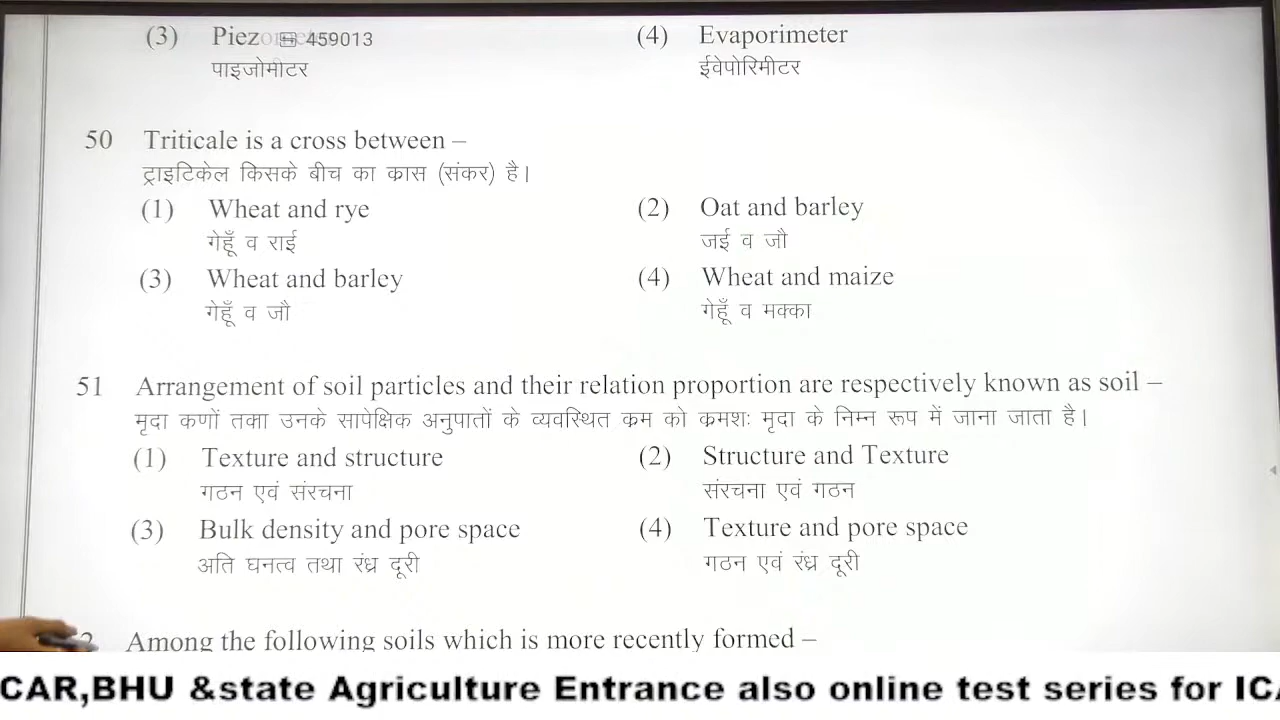 (3) Piezometer 459013 (4) Evaporimeter
पाइजोमीटर ईवेपोरिमीटर
50 Triticale is a cross between –
ट्राइटिकेल किसके बीच का क्रास (संकर) है।
(1) Wheat and rye (2) Oat and barley
गेहूँ व राई जई व जौ
(3) Wheat and barley (4) Wheat and maize
गेहूँ व जौ गेहूँ व मक्का
51 Arrangement of soil particles and their relation proportion are respectively known as soil –
मृदा कणों तका उनके सापेक्षिक अनुपातों के व्यवस्थित क्रम को क्रमशः मृदा के निम्न रूप में जाना जाता है।
(1) Texture and structure (2) Structure and Texture
गठन एवं संरचना संरचना एवं गठन
(3) Bulk density and pore space (4) Texture and pore space
अति घनत्व तथा रंध्र दूरी गठन एवं रंध्र दूरी
2 Among the following soils which is more recently formed –
CAR,BHU &state Agriculture Entrance also online test series for IC